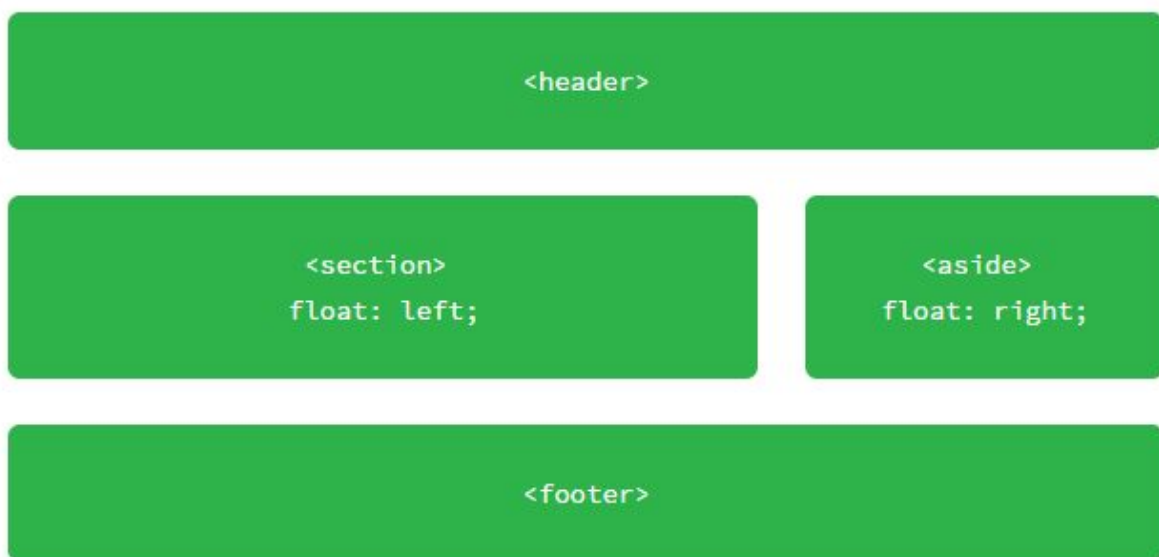 <header>
<section>
float: left;
<aside>
float: right;
<footer>